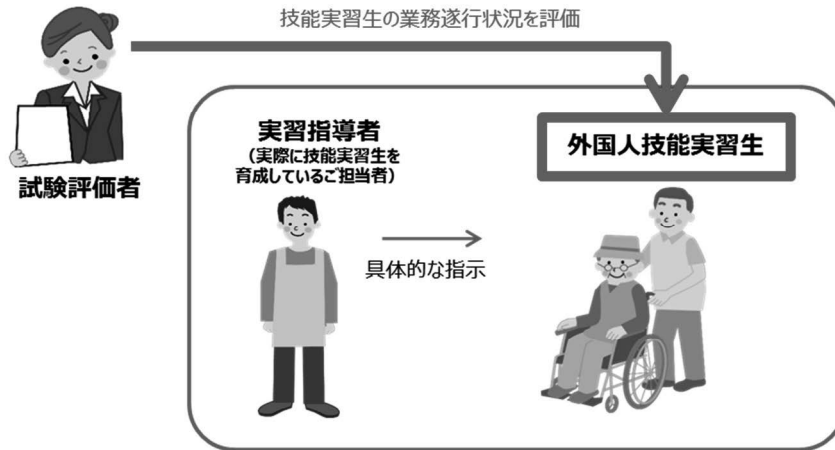 技能実習生の業務遂行状況を評価
試験評価者
実習指導者
（実際に技能実習生を
育成しているご担当者）
具体的な指示
外国人技能実習生